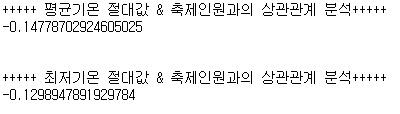 +++++ 평균기온 절대값 & 축제인원과의 상관관계 분석+++++
-0.14778702924605025
+++++ 최저기온 절대값 & 축제인원과의 상관관계 분석+++++
-0.1298947891929784